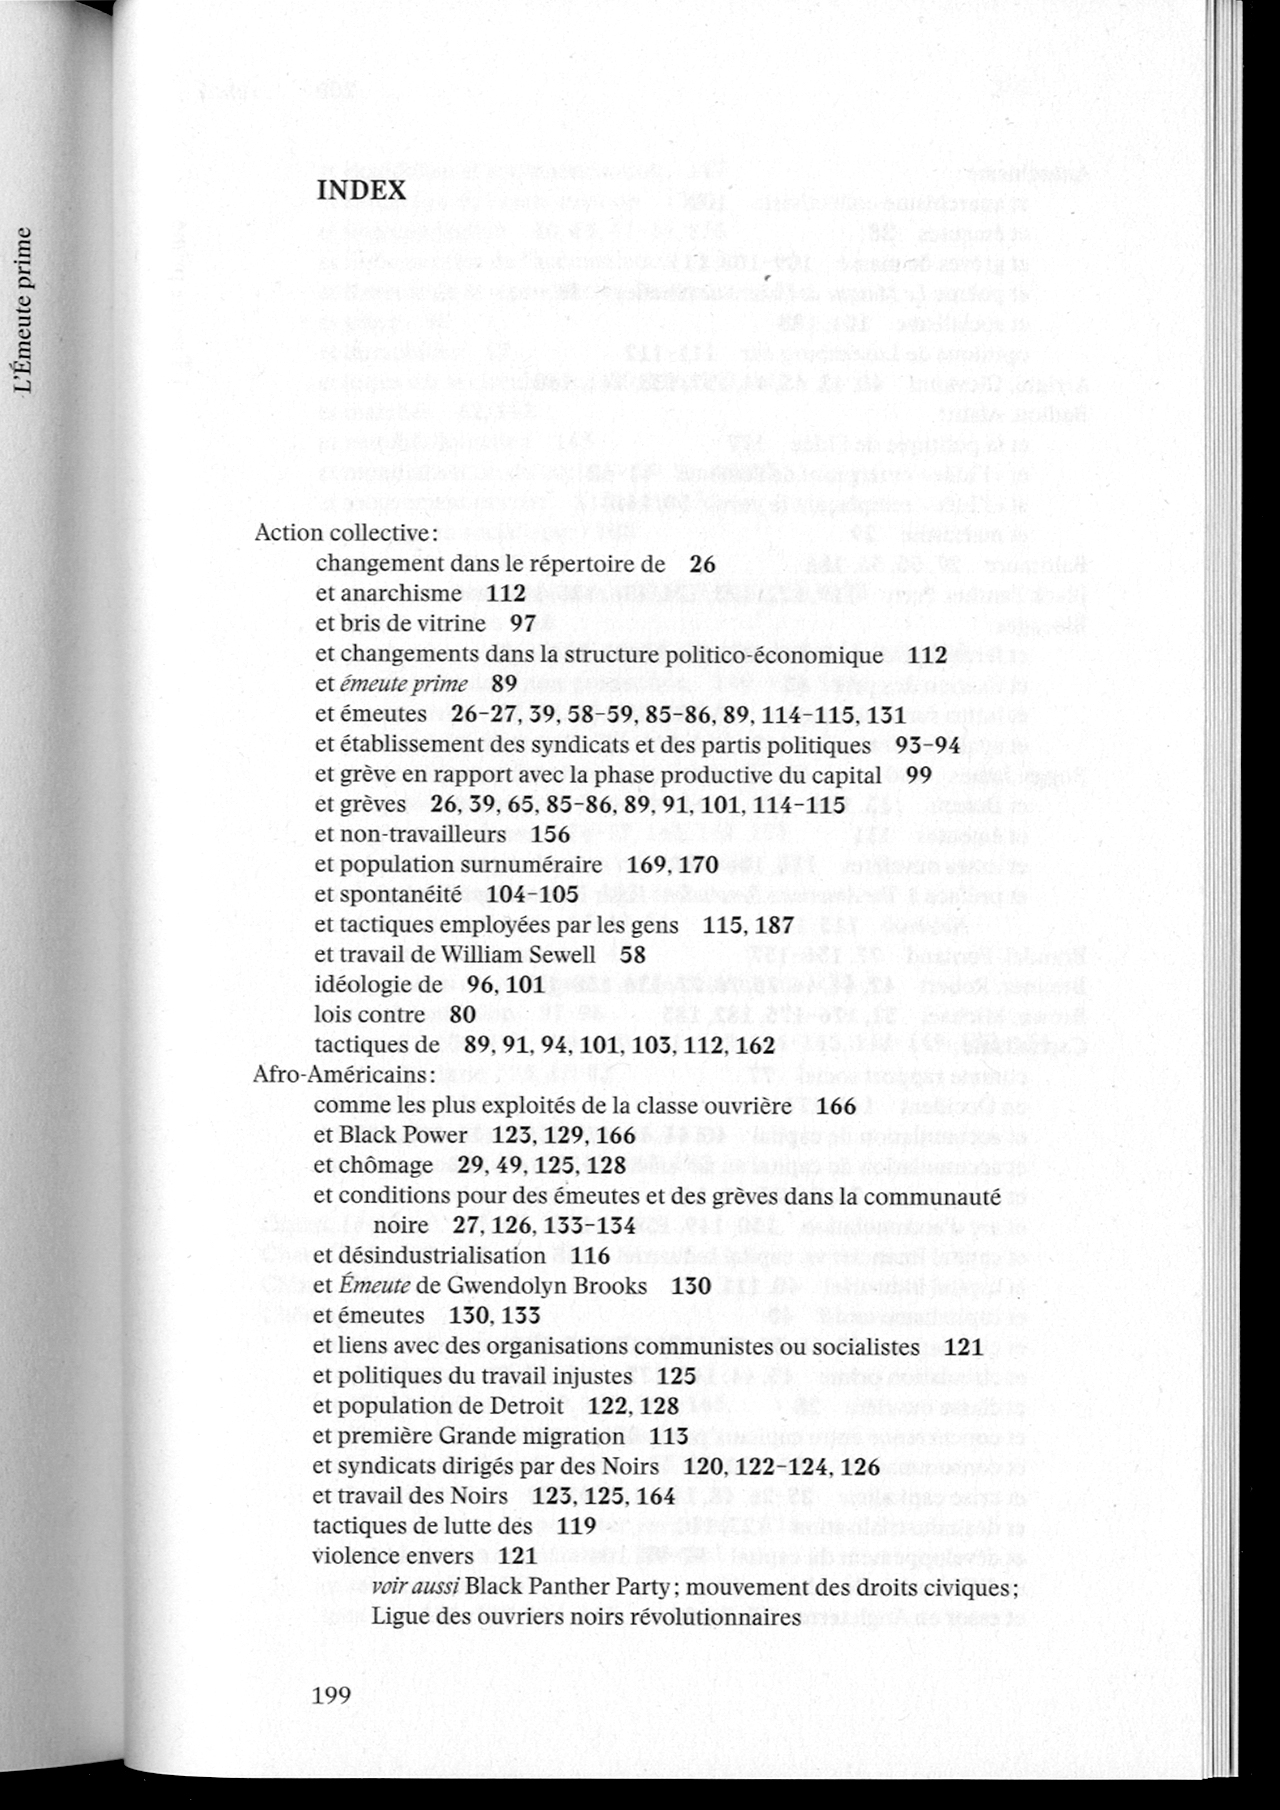 L'Émeute prime
INDEX
Action collective :
changement dans le répertoire de 26
et anarchisme 112
et bris de vitrine 97
et changements dans la structure politico-économique 112
et émeute prime 89
et émeutes 26-27, 39, 58-59, 85-86, 89, 114-115, 131
et établissement des syndicats et des partis politiques 93-94
et grève en rapport avec la phase productive du capital 99
et grèves 26, 39, 65, 85-86, 89, 91, 101, 114-115
et non-travailleurs 156
et population surnuméraire 169, 170
et spontanéité 104-105
et tactiques employées par les gens 115, 187
et travail de William Sewell 58
idéologie de 96, 101
lois contre 80
tactiques de 89, 91, 94, 101, 103, 112, 162
Afro-Américains :
comme les plus exploités de la classe ouvrière 166
et Black Power 123, 129, 166
et chômage 29, 49, 125, 128
et conditions pour des émeutes et des grèves dans la communauté
noire 27, 126, 133-134
et désindustrialisation 116
et Émeute de Gwendolyn Brooks 130
et émeutes 130, 133
et liens avec des organisations communistes ou socialistes 121
et politiques du travail injustes 125
et population de Detroit 122, 128
et première Grande migration 113
et syndicats dirigés par des Noirs 120, 122-124, 126
et travail des Noirs 123, 125, 164
tactiques de lutte des 119
violence envers 121
voir aussi Black Panther Party ; mouvement des droits civiques ;
Ligue des ouvriers noirs révolutionnaires
199